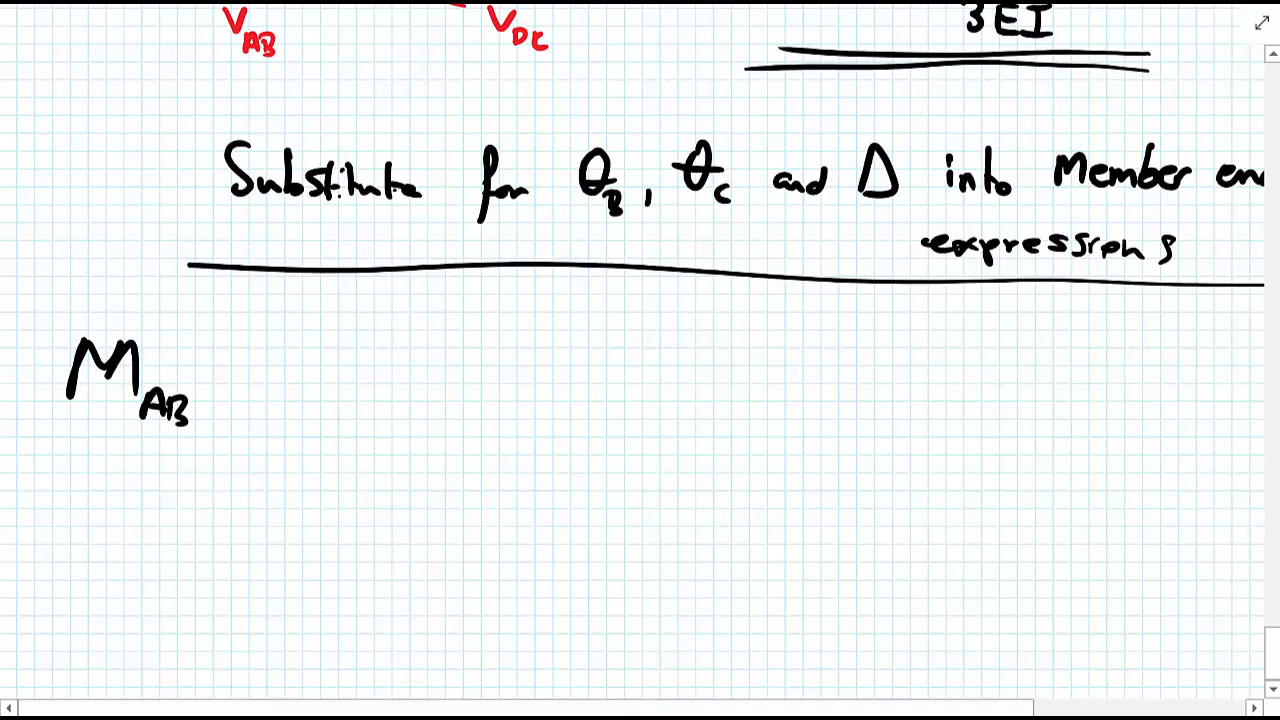 V_AB V_DC 3EI
Substitute for θ_B, θ_C and Δ into Member en
expressions
M_AB